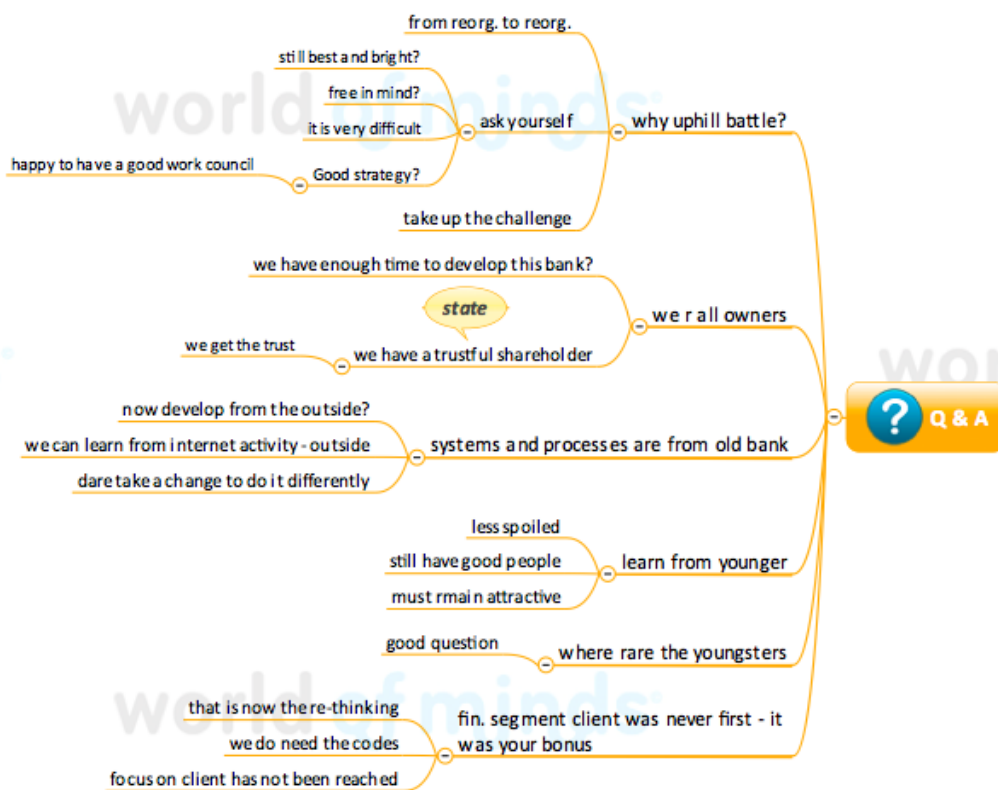 from reorg. to reorg.
still best and bright?
free in mind?
it is very difficult
happy to have a good work council
Good strategy?
ask yourself
take up the challenge
why uphill battle?
we have enough time to develop this bank?
state
we get the trust
we have a trustful shareholder
we r all owners
now develop from the outside?
we can learn from internet activity - outside
dare take a change to do it differently
systems and processes are from old bank
less spoiled
still have good people
must rmain attractive
learn from younger
good question
where rare the youngsters
that is now the re-thinking
we do need the codes
focus on client has not been reached
fin. segment client was never first - it
was your bonus
? Q & A
world of minds
wor
world of minds